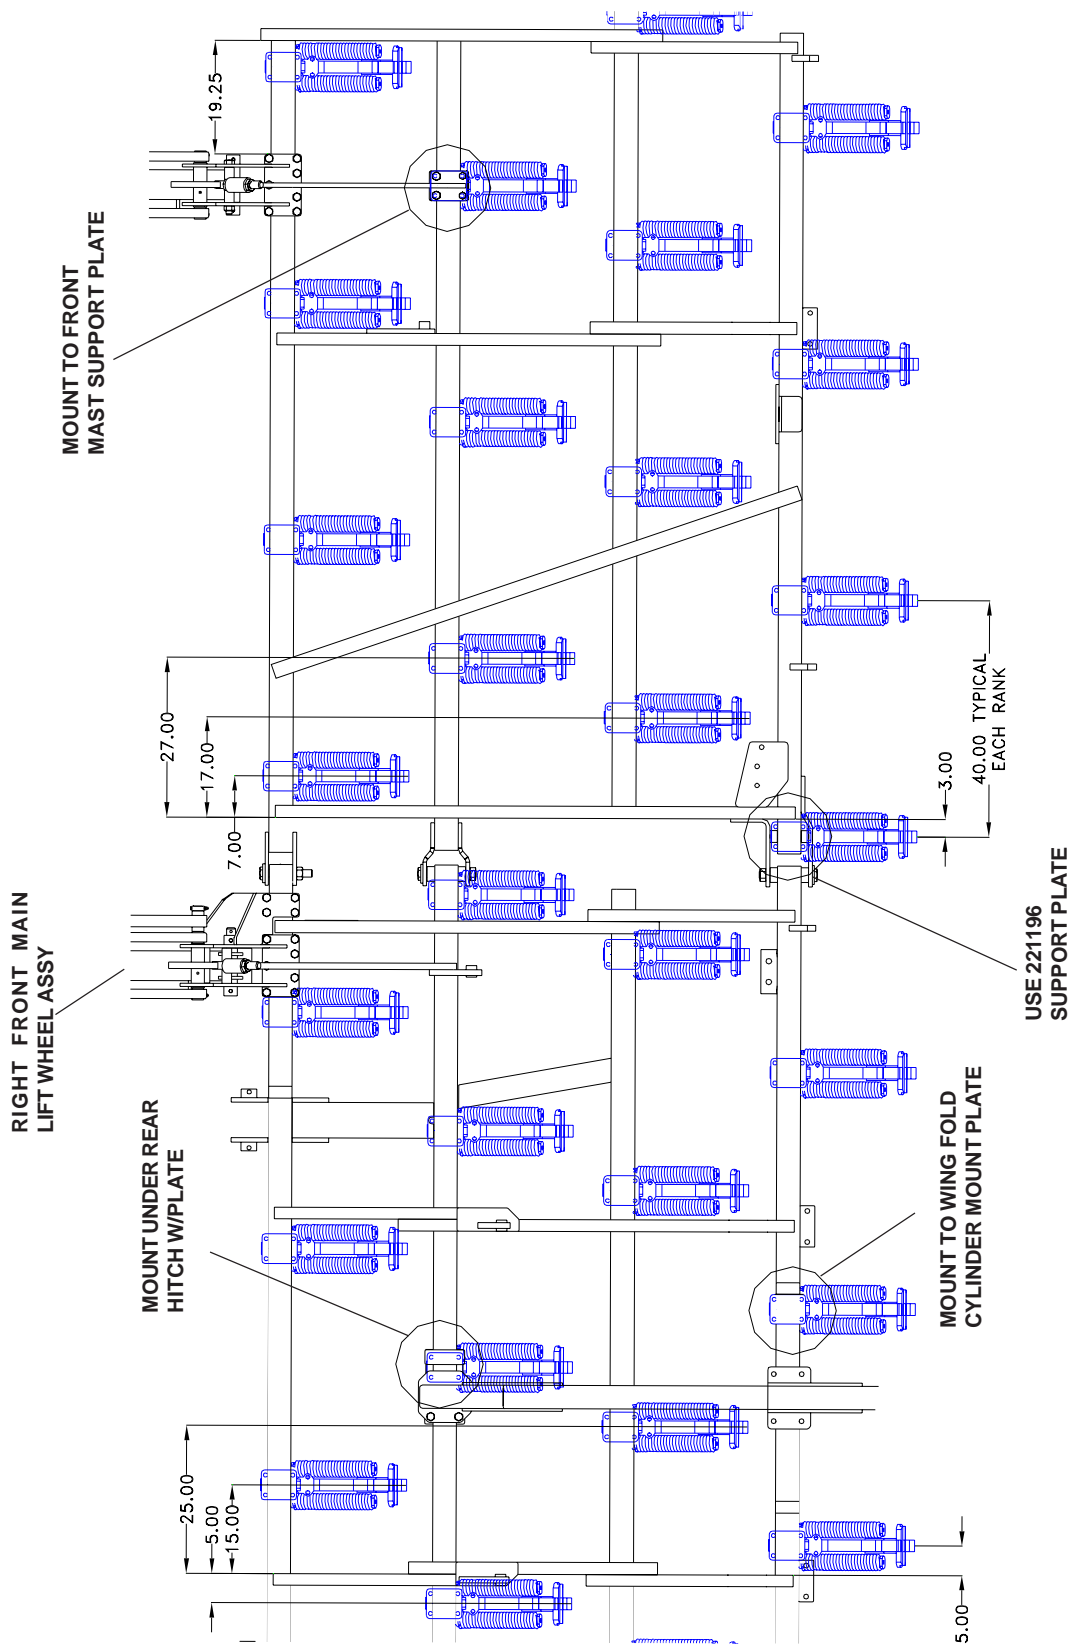 19.25
MOUNT TO FRONT
MAST SUPPORT PLATE
27.00
17.00
7.00
40.00 TYPICAL
EACH RANK
3.00
RIGHT FRONT MAIN
LIFT WHEEL ASSY
USE 221196
SUPPORT PLATE
MOUNT UNDER REAR
HITCH W/PLATE
MOUNT TO WING FOLD
CYLINDER MOUNT PLATE
25.00
5.00
15.00
5.00